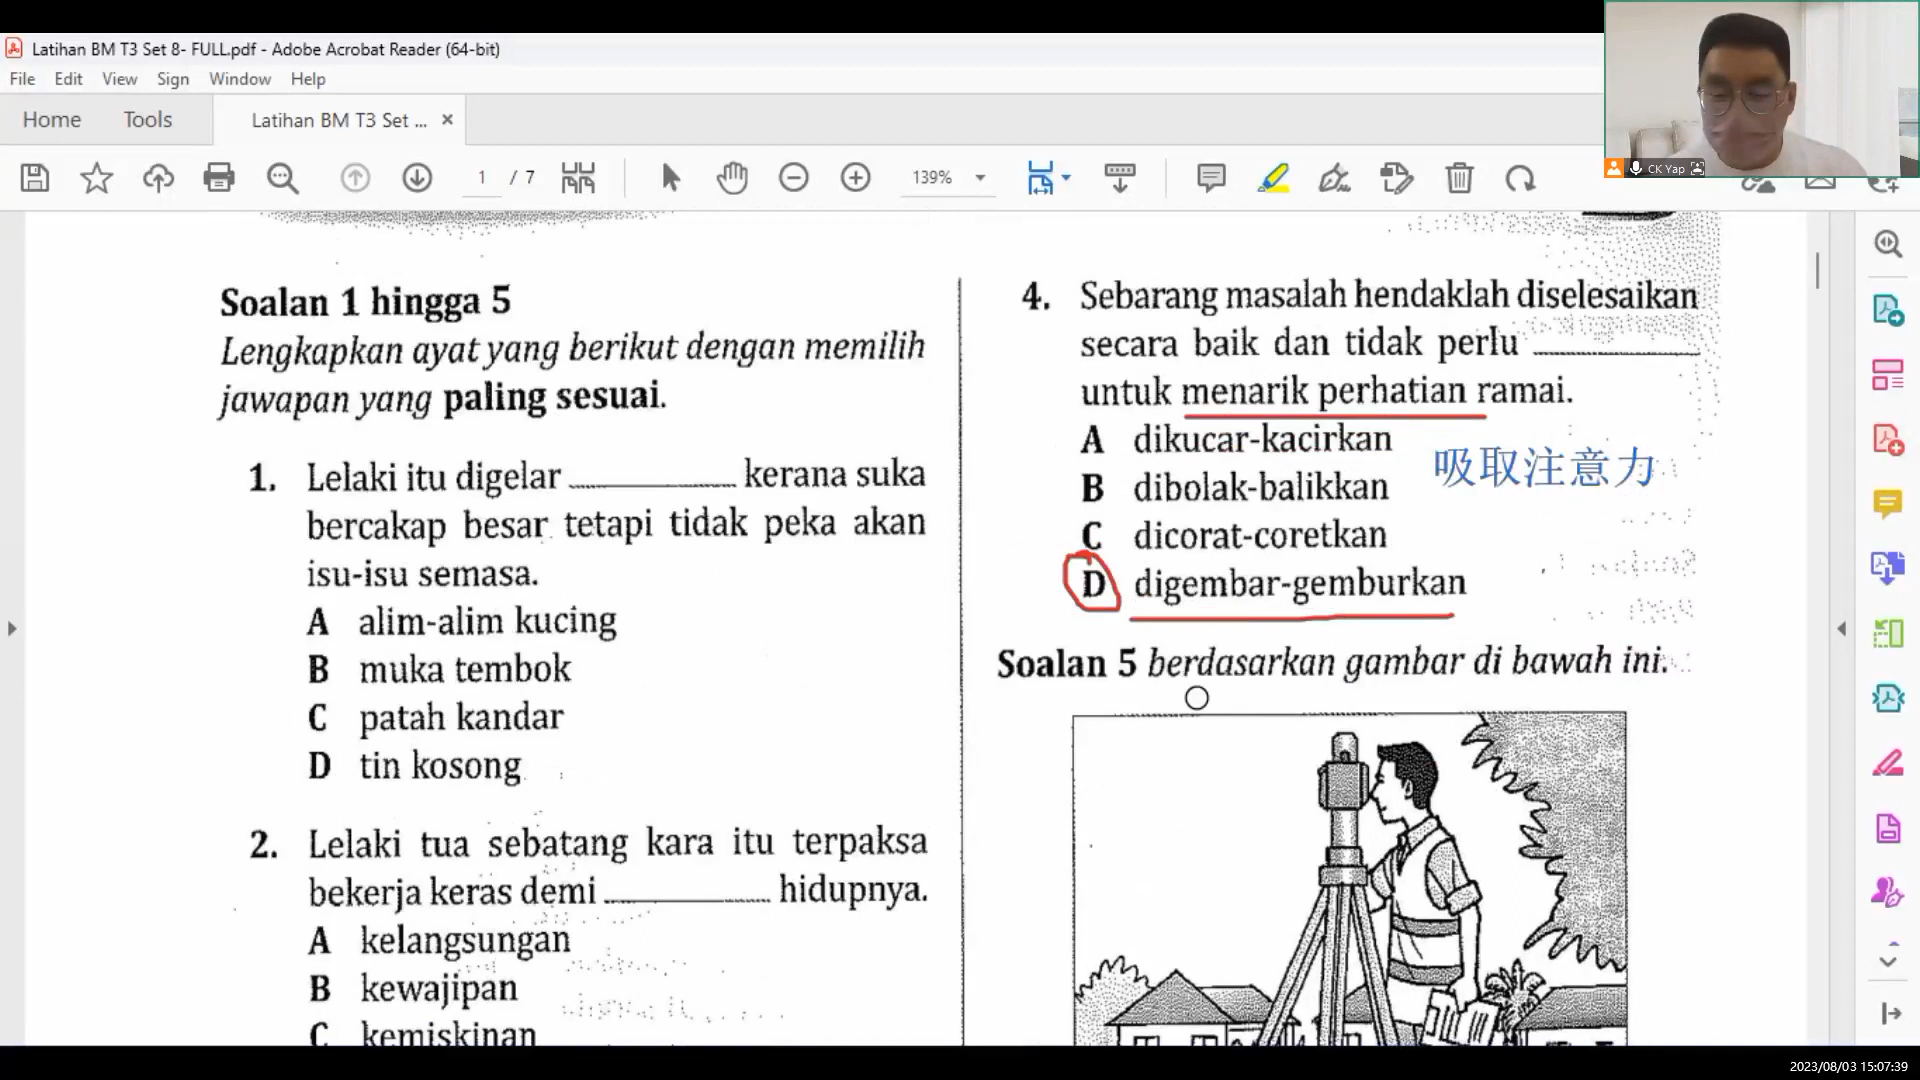 Latihan BM T3 Set 8- FULL.pdf - Adobe Acrobat Reader (64-bit)
File Edit View Sign Window Help
Home Tools Latihan BM T3 Set ... ×
1 / 7 139%
CK Yap
Soalan 1 hingga 5
Lengkapkan ayat yang berikut dengan memilih
jawapan yang paling sesuai.
1. Lelaki itu digelar ____________ kerana suka
bercakap besar tetapi tidak peka akan
isu-isu semasa.
A alim-alim kucing
B muka tembok
C patah kandar
D tin kosong
2. Lelaki tua sebatang kara itu terpaksa
bekerja keras demi ____________ hidupnya.
A kelangsungan
B kewajipan
C kemiskinan
4. Sebarang masalah hendaklah diselesaikan
secara baik dan tidak perlu ____________
untuk menarik perhatian ramai.
A dikucar-kacirkan
吸取注意力
B dibolak-balikkan
C dicorat-coretkan
D digembar-gemburkan
Soalan 5 berdasarkan gambar di bawah ini.
2023/08/03 15:07:39